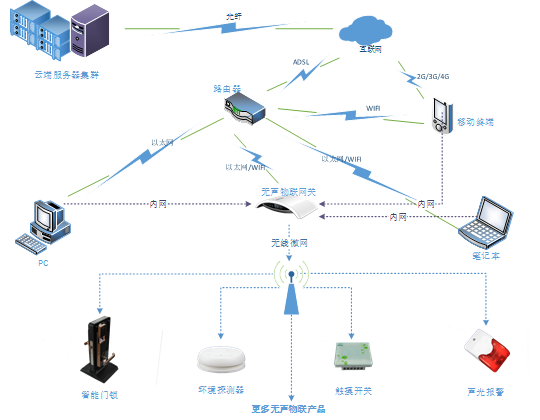 光纤
互联网
云端服务器集群
ADSL
2G/3G/4G
路由器
WIFI
移动终端
以太网
以太网/WIFI
以太网/WIFI
无声物联网关
内网
内网
内网
PC
无线微网
笔记本
智能门锁
环境探测器
触摸开关
声光报警
更多无声物联产品